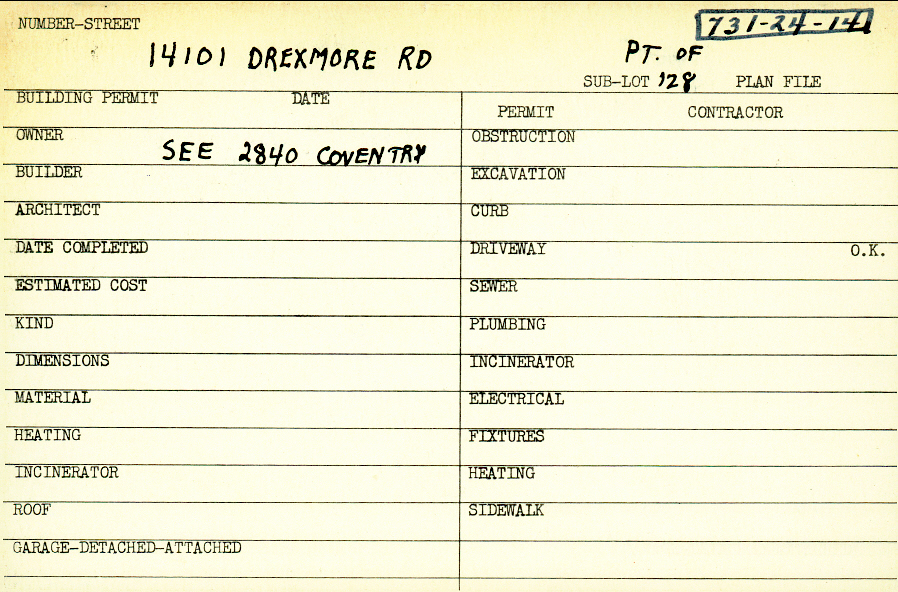 NUMBER-STREET
731-24-14
14101 DREXMORE RD
PT. OF
SUB-LOT 128 PLAN FILE
BUILDING PERMIT DATE
PERMIT CONTRACTOR
OWNER
SEE 2840 COVENTRY
OBSTRUCTION
BUILDER
EXCAVATION
ARCHITECT
CURB
DATE COMPLETED
DRIVEWAY O.K.
ESTIMATED COST
SEWER
KIND
PLUMBING
DIMENSIONS
INCINERATOR
MATERIAL
ELECTRICAL
HEATING
FIXTURES
INCINERATOR
HEATING
ROOF
SIDEWALK
GARAGE-DETACHED-ATTACHED